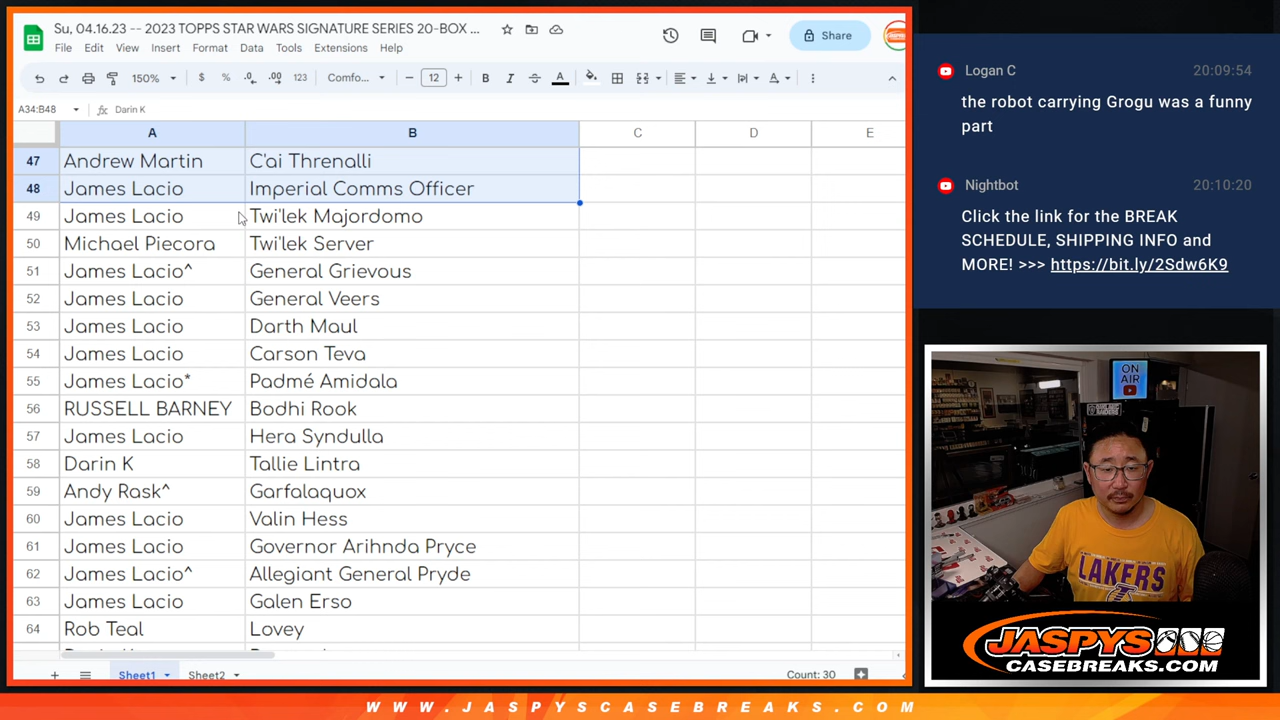 Su, 04.16.23 -- 2023 TOPPS STAR WARS SIGNATURE SERIES 20-BOX ...
File Edit View Insert Format Data Tools Extensions Help
Share
150% $ % .0 .00 123 Comfo... − 12 + B I A
A34:B48 fx Darin K
A B C D E
47 Andrew Martin C'ai Threnalli
48 James Lacio Imperial Comms Officer
49 James Lacio Twi'lek Majordomo
50 Michael Piecora Twi'lek Server
51 James Lacio^ General Grievous
52 James Lacio General Veers
53 James Lacio Darth Maul
54 James Lacio Carson Teva
55 James Lacio* Padmé Amidala
56 RUSSELL BARNEY Bodhi Rook
57 James Lacio Hera Syndulla
58 Darin K Tallie Lintra
59 Andy Rask^ Garfalaquox
60 James Lacio Valin Hess
61 James Lacio Governor Arihnda Pryce
62 James Lacio^ Allegiant General Pryde
63 James Lacio Galen Erso
64 Rob Teal Lovey
+ Sheet1 Sheet2 Count: 30
Logan C 20:09:54
the robot carrying Grogu was a funny
part
Nightbot 20:10:20
Click the link for the BREAK
SCHEDULE, SHIPPING INFO and
MORE! >>> https://bit.ly/2Sdw6K9
ON
AIR
LAKERS
JASPYS
CASEBREAKS.COM
WWW.JASPYSCASEBREAKS.COM